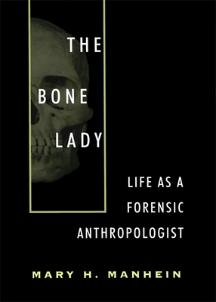 THE
BONE
LADY
LIFE AS A
FORENSIC
ANTHROPOLOGIST
MARY H. MANHEIN